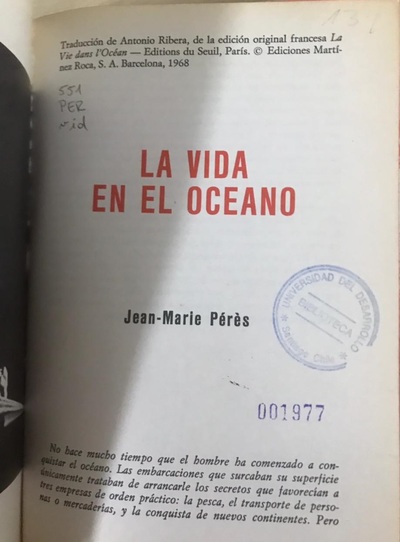 134
Traducción de Antonio Ribera, de la edición original francesa La
Vie dans l'Océan — Editions du Seuil, París. © Ediciones Martí-
nez Roca, S. A. Barcelona, 1968
551
PER
vid
LA VIDA
EN EL OCEANO
Jean-Marie Pérès
UNIVERSIDAD DEL DESARROLLO
BIBLIOTECA
001977
No hace mucho tiempo que el hombre ha comenzado a con-
quistar el océano. Las embarcaciones que surcaban su superficie
únicamente trataban de arrancarle los secretos que favorecían a
tres empresas de orden práctico: la pesca, el transporte de perso-
nas o mercaderías, y la conquista de nuevos continentes. Pero